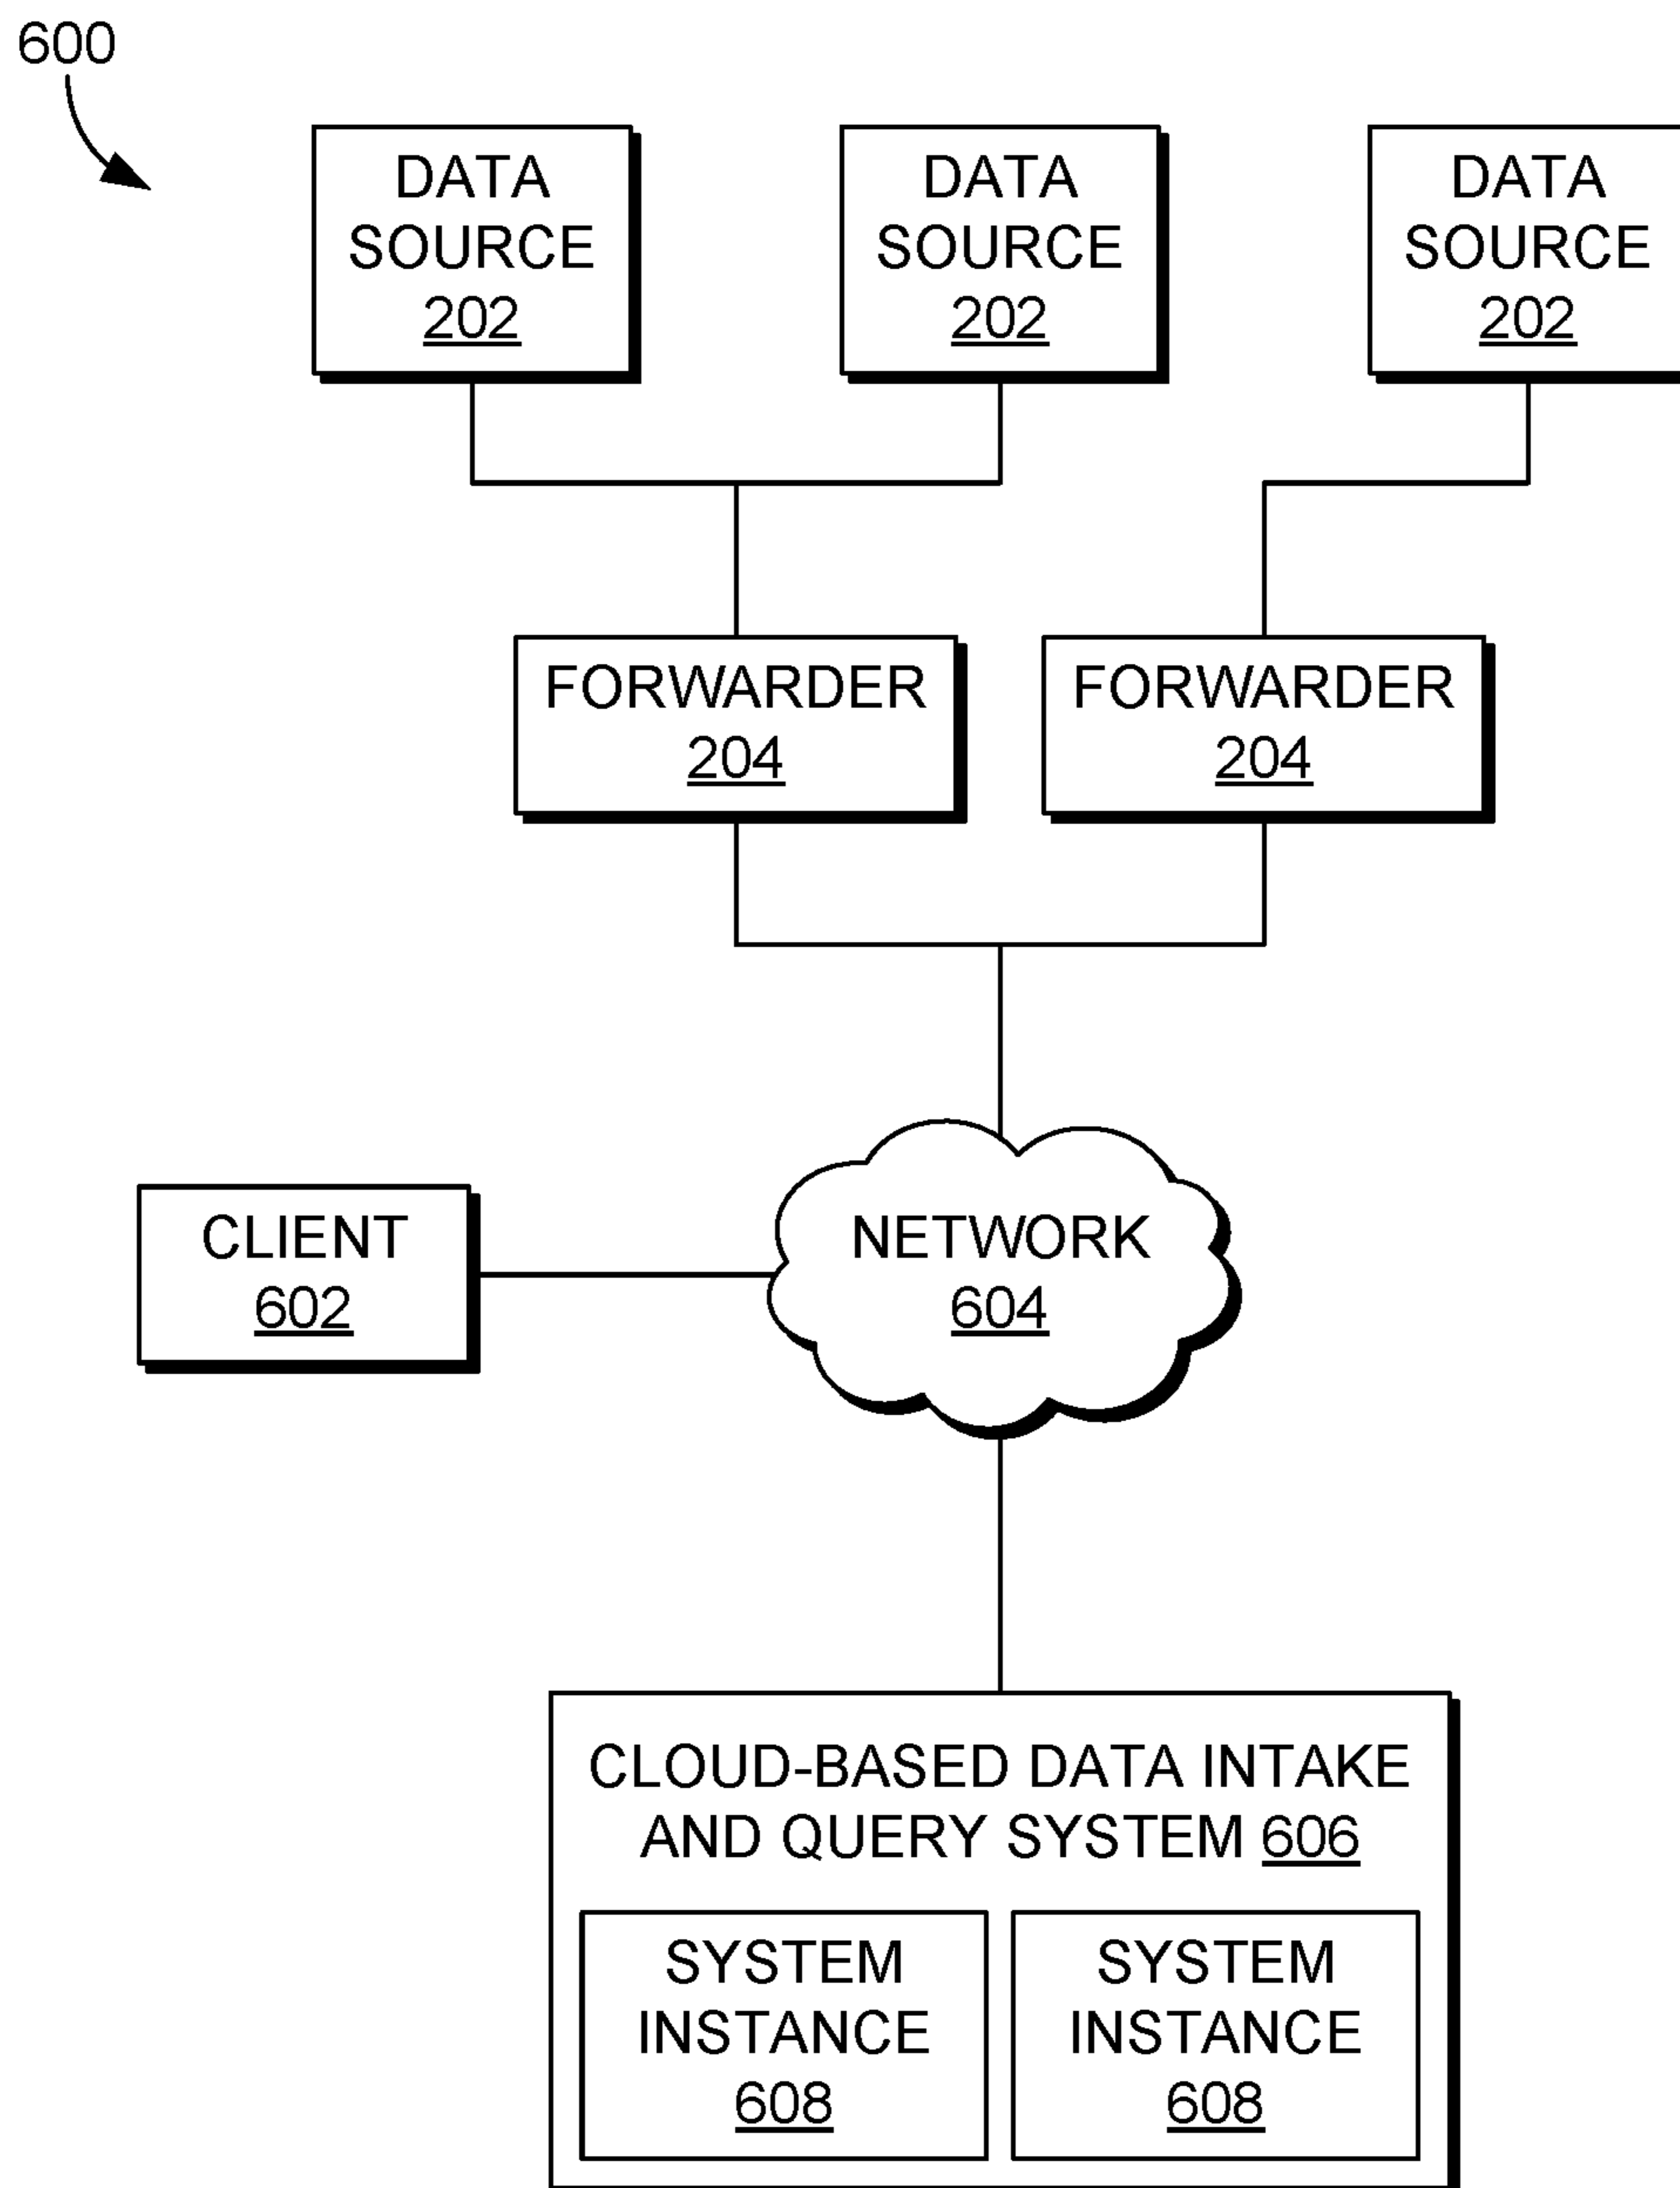 600
DATA
SOURCE
202
DATA
SOURCE
202
DATA
SOURCE
202
FORWARDER
204
FORWARDER
204
CLIENT
602
NETWORK
604
CLOUD-BASED DATA INTAKE
AND QUERY SYSTEM 606
SYSTEM
INSTANCE
608
SYSTEM
INSTANCE
608